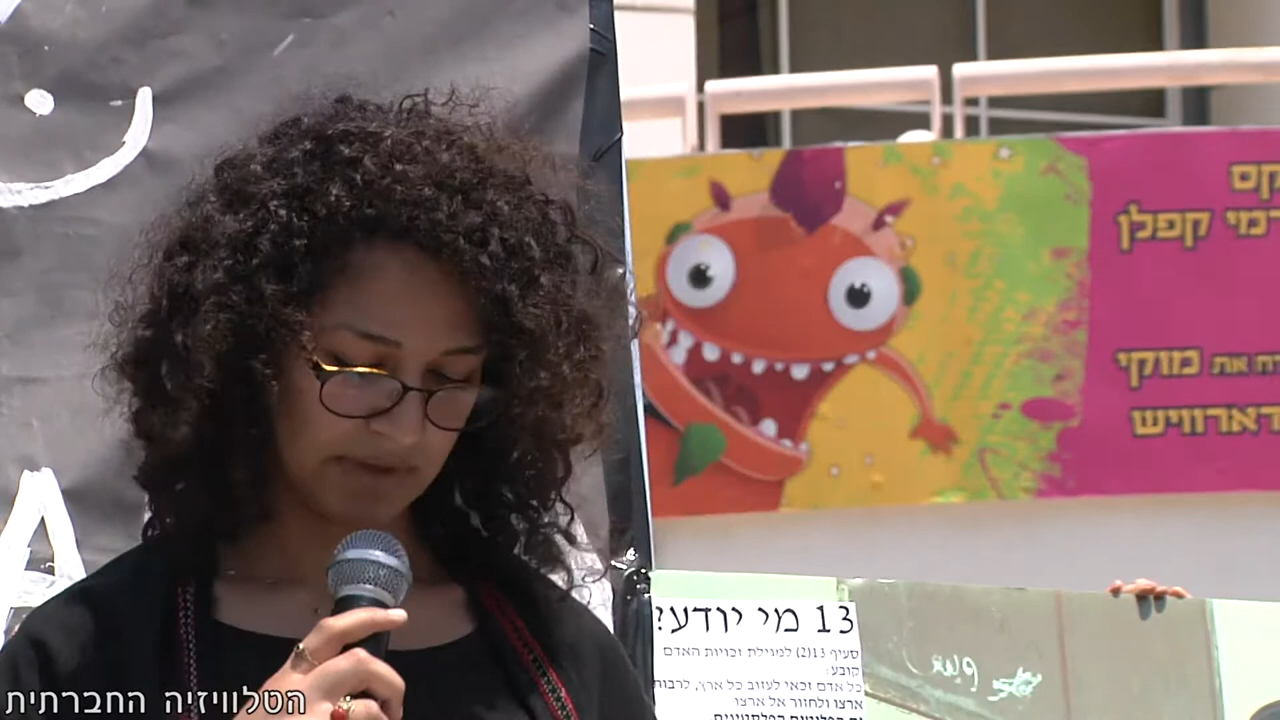 קס
רמי קפלן
את מוקי
דארוויש
13 מי יודע?
סעיף 13(2) למגילת זכויות האדם
קובע:
כל אדם זכאי לעזוב כל ארץ, לרבות
ארצו ולחזור אל ארצו
הטלוויזיה החברתית